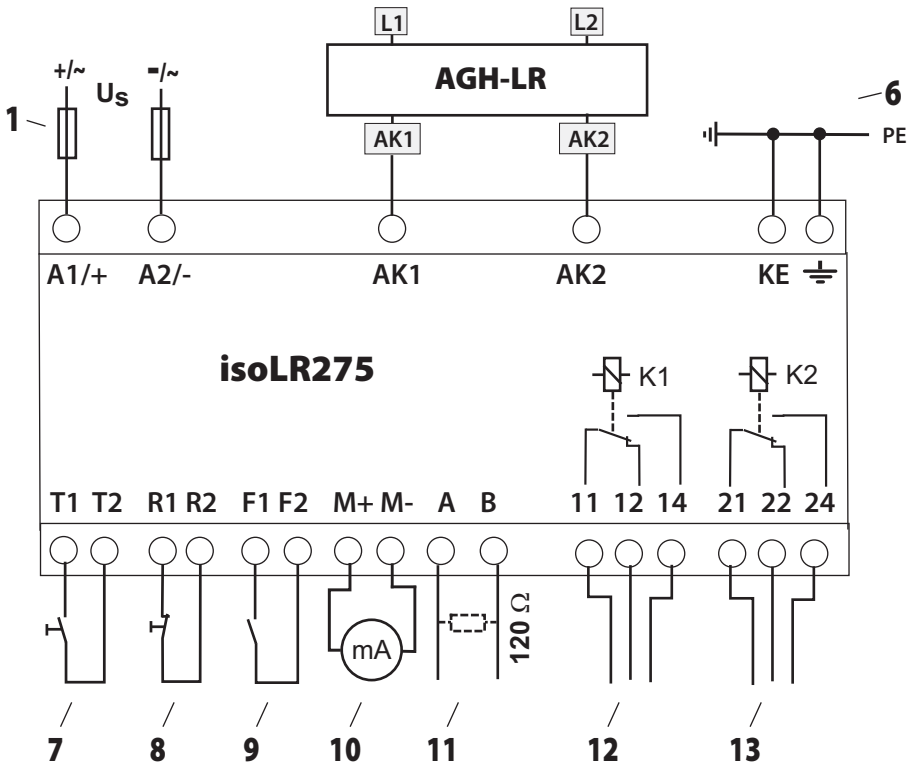 L1 L2
AGH-LR
+/~ -/~
Us
1
6
AK1 AK2
PE
A1/+ A2/- AK1 AK2 KE
isoLR275
K1 K2
T1 T2 R1 R2 F1 F2 M+ M- A B 11 12 14 21 22 24
mA
120 Ω
7 8 9 10 11 12 13